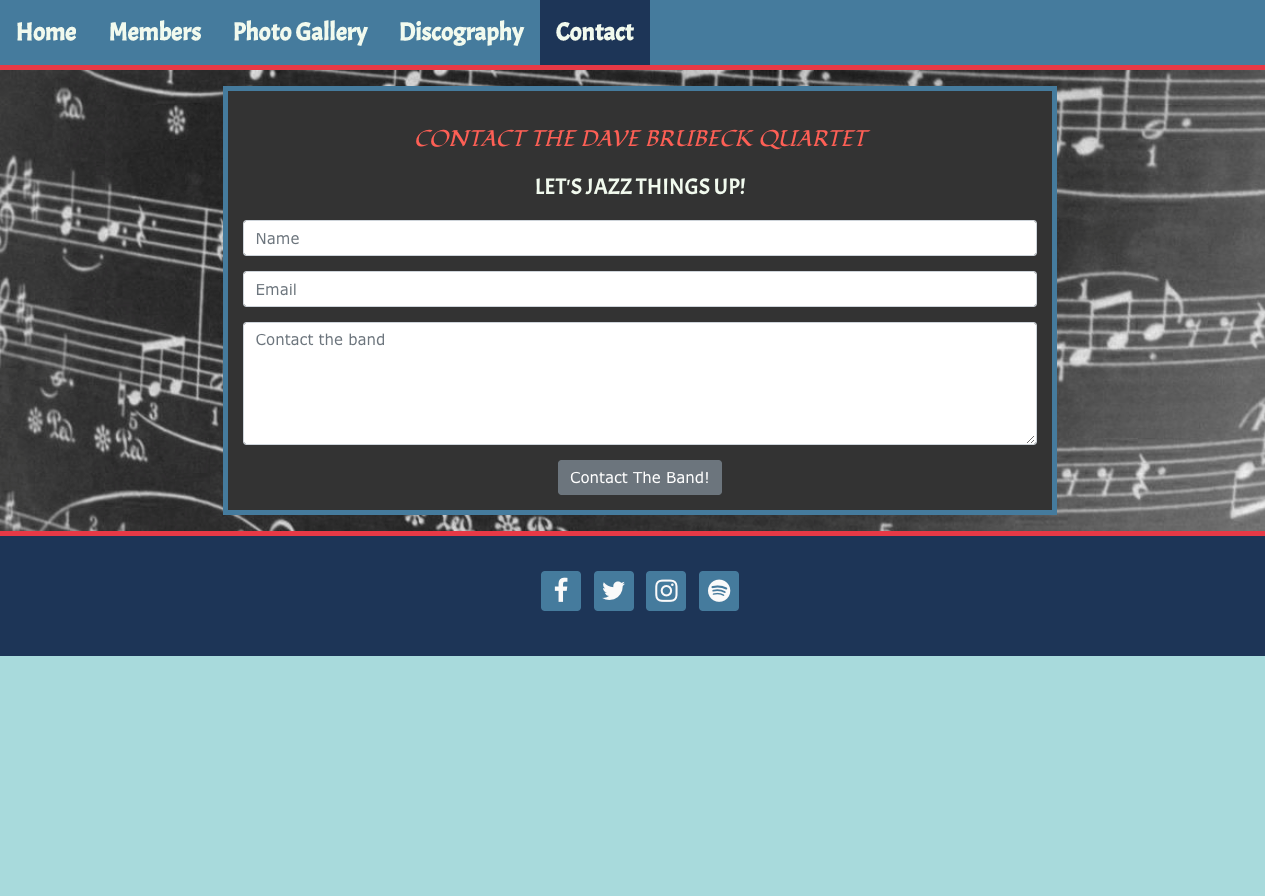 Home Members Photo Gallery Discography Contact
CONTACT THE DAVE BRUBECK QUARTET
LET'S JAZZ THINGS UP!
Name
Email
Contact the band
Contact The Band!